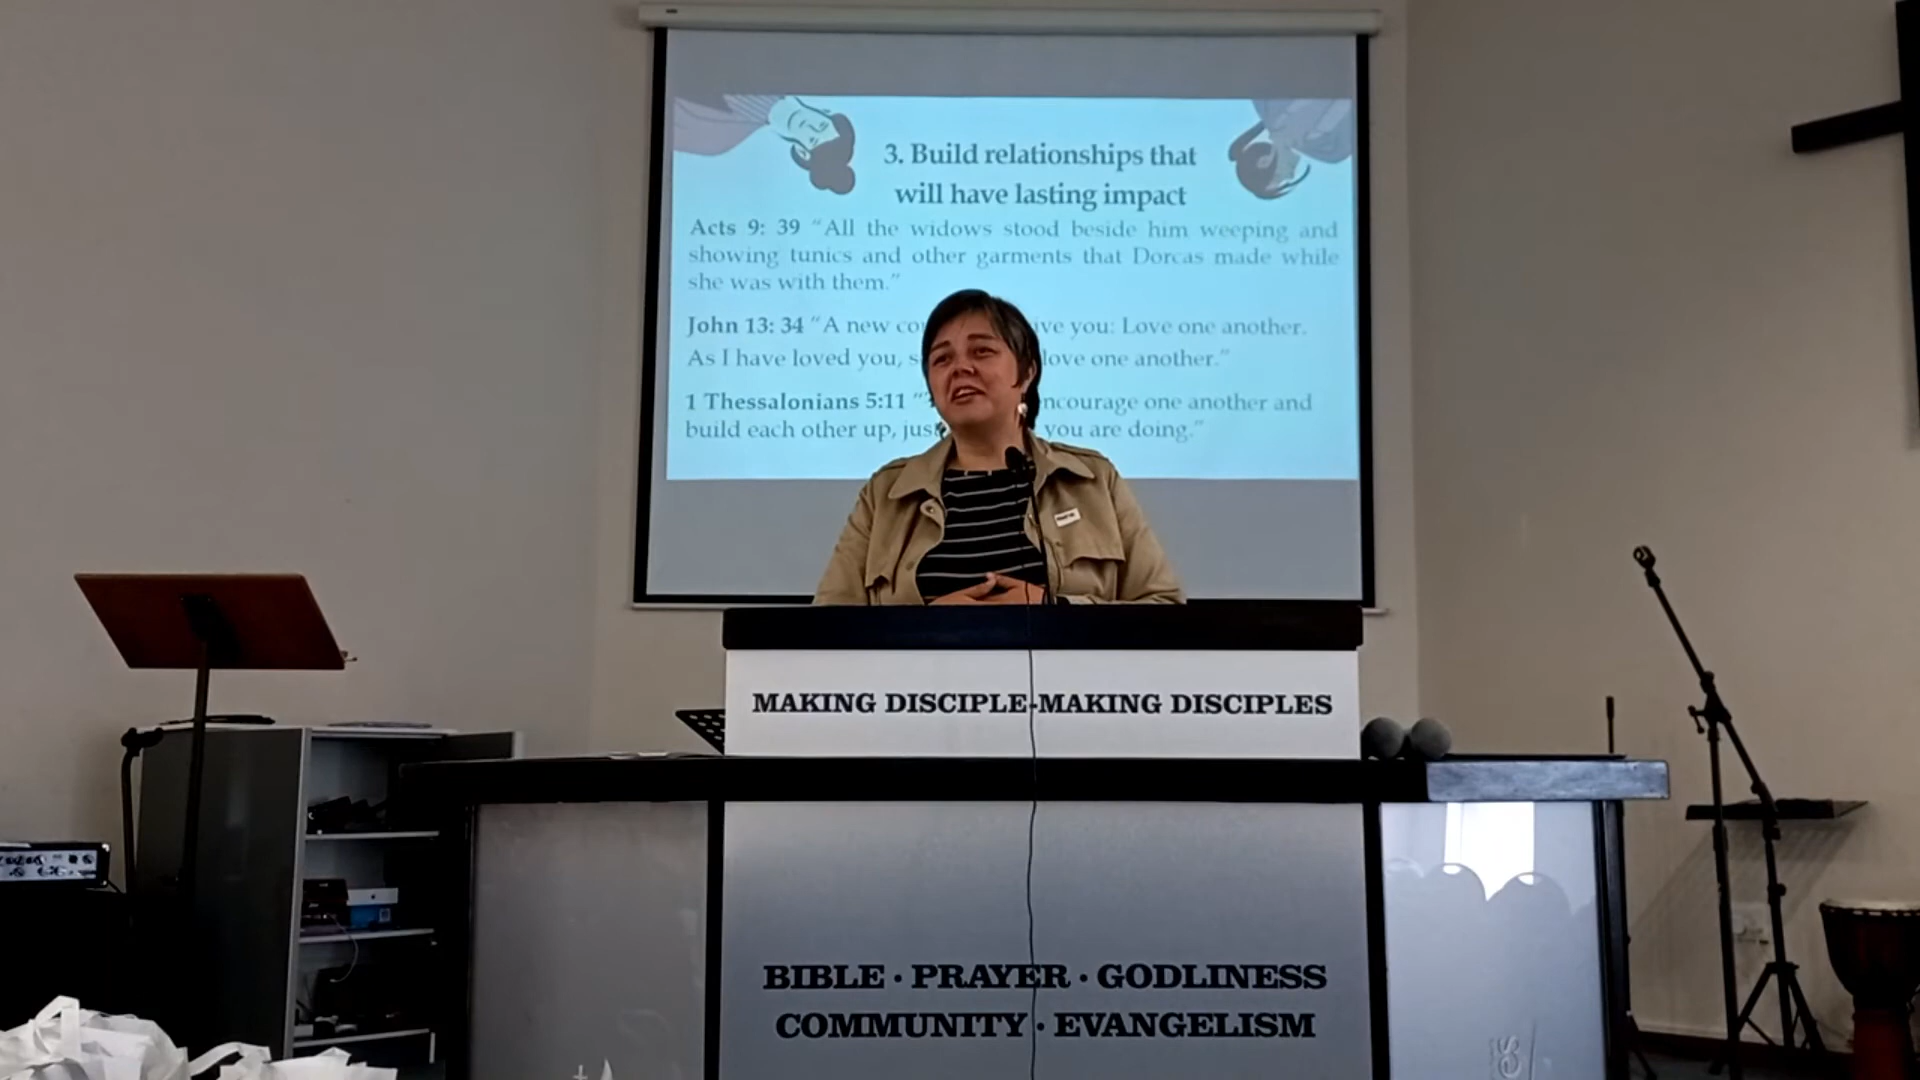 3. Build relationships that
will have lasting impact
Acts 9: 39 “All the widows stood beside him weeping and
showing tunics and other garments that Dorcas made while
she was with them.”
John 13: 34 “A new ive you: Love one another.
As I have loved you, love one another.”
1 Thessalonians 5:11 “ ncourage one another and
build each other up, just you are doing.”
MAKING DISCIPLE-MAKING DISCIPLES
BIBLE · PRAYER · GODLINESS
COMMUNITY · EVANGELISM